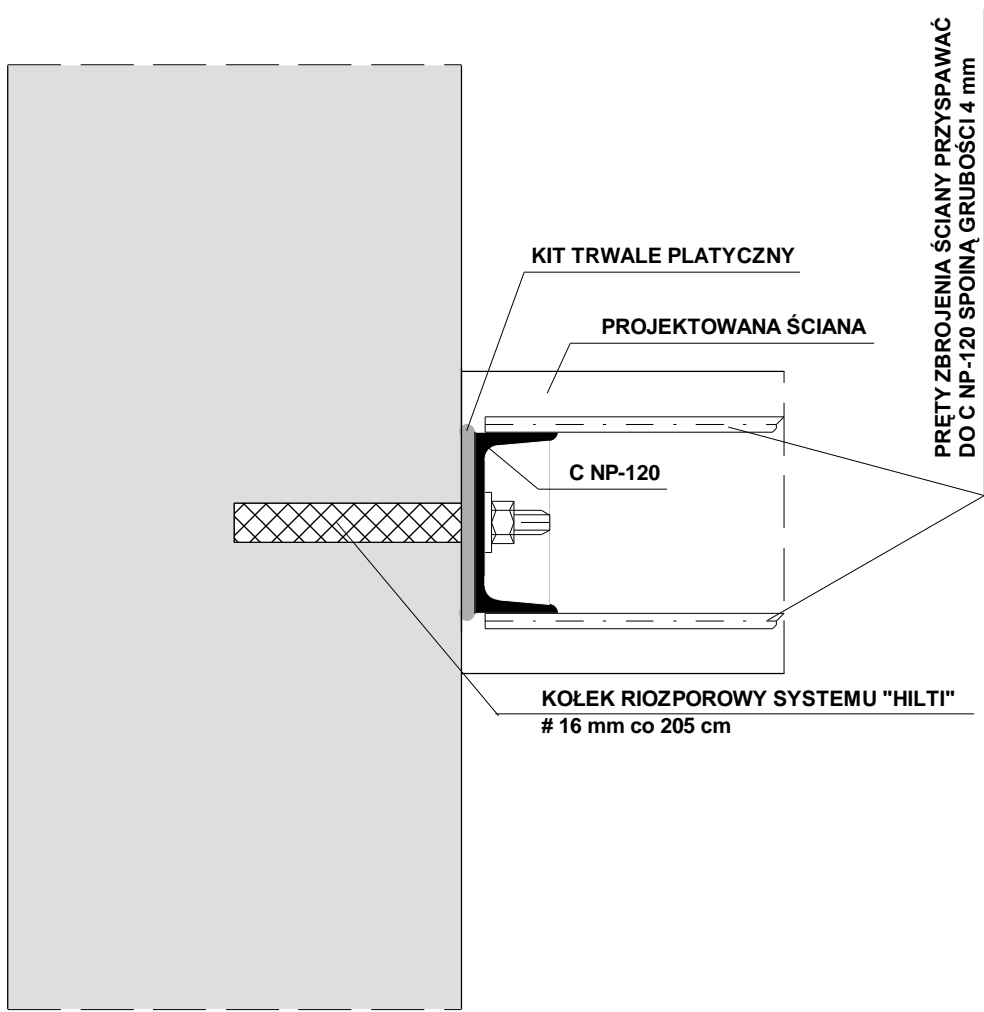 PRĘTY ZBROJENIA ŚCIANY PRZYSPAWAĆ
DO C NP-120 SPOINĄ GRUBOŚCI 4 mm
KIT TRWALE PLATYCZNY
PROJEKTOWANA ŚCIANA
C NP-120
KOŁEK RIOZPOROWY SYSTEMU "HILTI"
# 16 mm co 205 cm